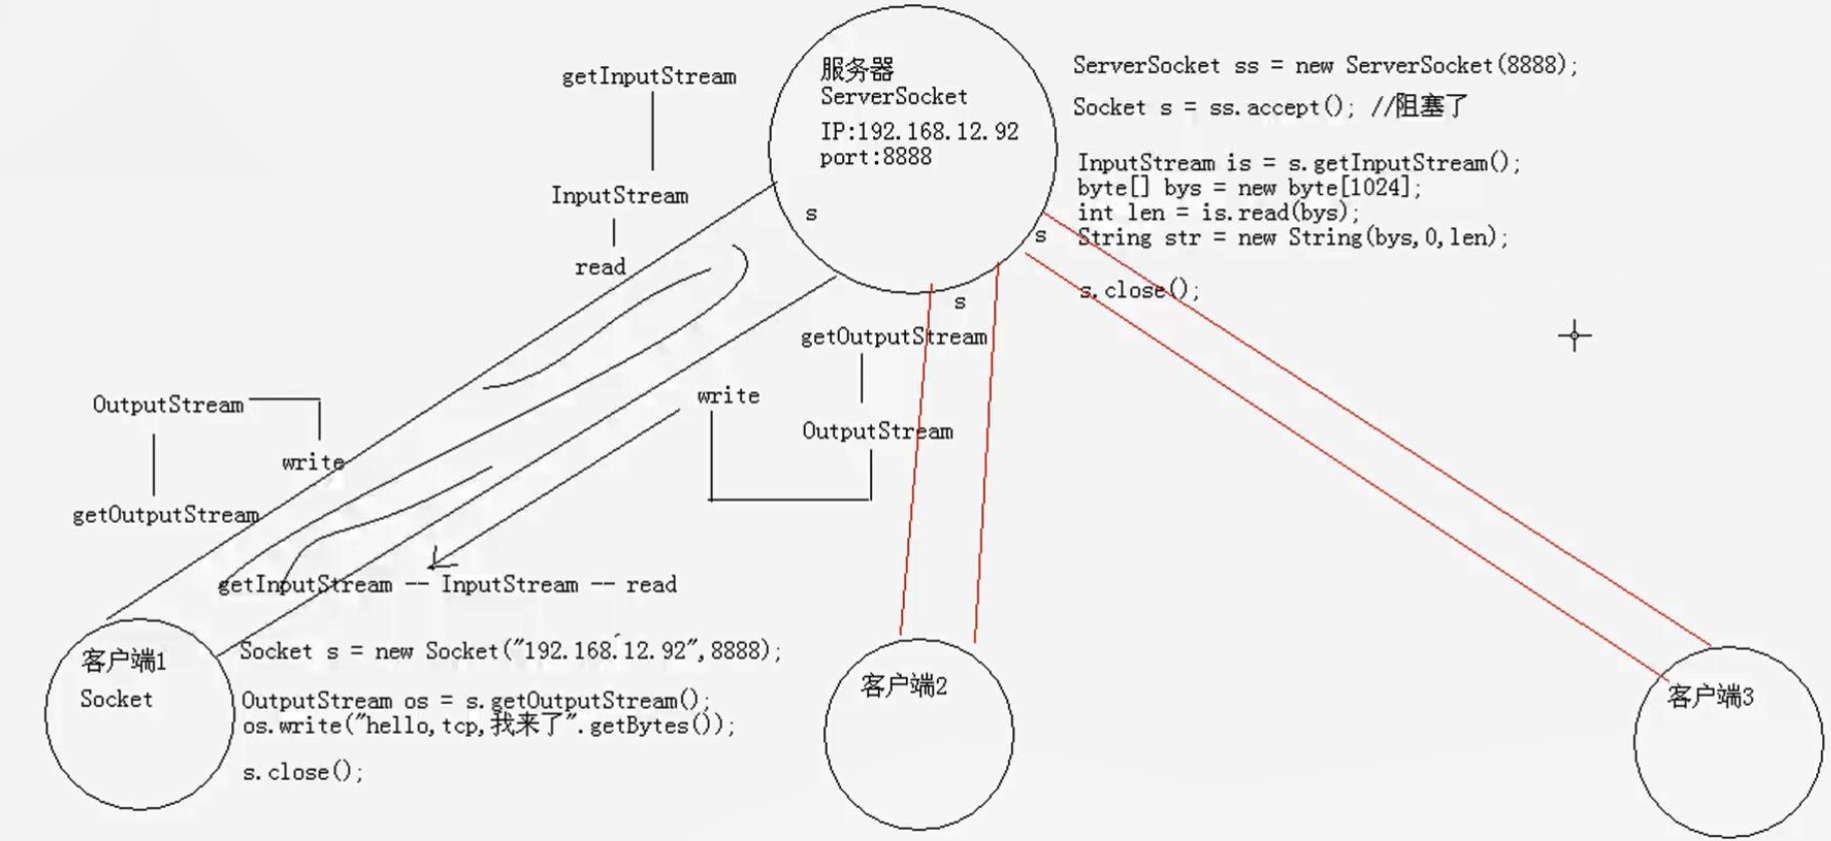 getInputStream
InputStream
read
服务器
ServerSocket
IP:192.168.12.92
port:8888
s
s
s
ServerSocket ss = new ServerSocket(8888);
Socket s = ss.accept(); //阻塞了
InputStream is = s.getInputStream();
byte[] bys = new byte[1024];
int len = is.read(bys);
String str = new String(bys,0,len);
s.close();
getOutputStream
write
OutputStream
OutputStream
write
getOutputStream
getInputStream -- InputStream -- read
客户端1
Socket
Socket s = new Socket("192.168.12.92",8888);
OutputStream os = s.getOutputStream();
os.write("hello,tcp,我来了".getBytes());
s.close();
客户端2
客户端3